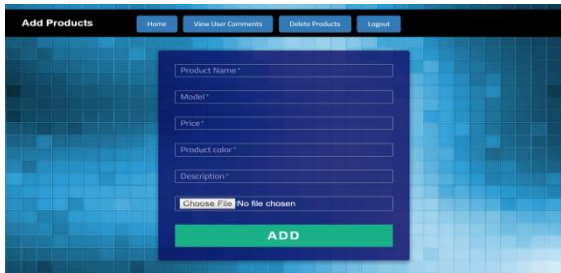 Add Products Home View User Comments Delete Products Logout
Product Name*
Model*
Price*
Product color*
Description*
Choose File No file chosen
ADD